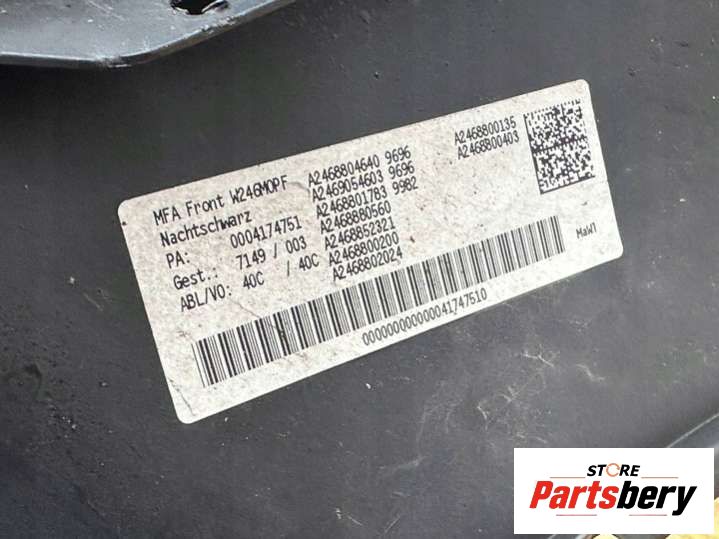 MFA Front W246MOPF A2468804640 9696 A2468800135
Nachtschwarz A2469054603 9696 A2468800403
PA: 0004174751 A2468801783 9982
Gest.: 7149 / 003 A2468880560
ABL/VO: 40C / 40C A2468852321
A2468800200
A2468802024
MaW1
00000000000041747510
STORE
Partsbery